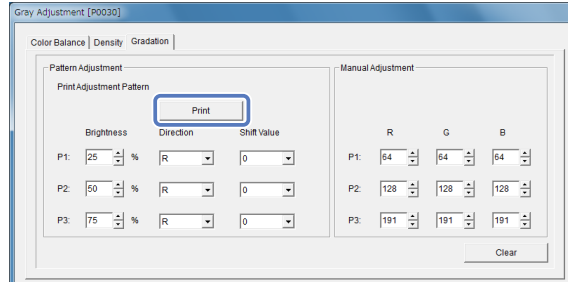 Gray Adjustment [P0030]
Color Balance Density Gradation
Pattern Adjustment
Print Adjustment Pattern
Print
Brightness Direction Shift Value
P1: 25 % R 0
P2: 50 % R 0
P3: 75 % R 0
Manual Adjustment
R G B
P1: 64 64 64
P2: 128 128 128
P3: 191 191 191
Clear